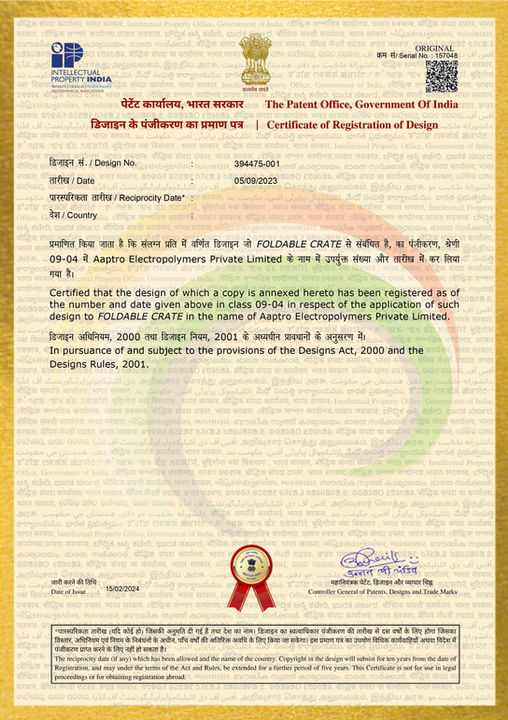 ORIGINAL
क्रम सं/ Serial No. : 157048
INTELLECTUAL
PROPERTY INDIA
PATENTS | DESIGNS | TRADE MARKS
GEOGRAPHICAL INDICATIONS
सत्यमेव जयते
पेटेंट कार्यालय, भारत सरकार The Patent Office, Government Of India
डिजाइन के पंजीकरण का प्रमाण पत्र | Certificate of Registration of Design
डिजाइन सं. / Design No. : 394475-001
तारीख / Date : 05/09/2023
पारस्परिकता तारीख / Reciprocity Date* :
देश / Country :
प्रमाणित किया जाता है कि संलग्न प्रति में वर्णित डिजाइन जो FOLDABLE CRATE से संबंधित है, का पंजीकरण, श्रेणी
09-04 में Aaptro Electropolymers Private Limited के नाम में उपर्युक्त संख्या और तारीख में कर लिया
गया है।
Certified that the design of which a copy is annexed hereto has been registered as of
the number and date given above in class 09-04 in respect of the application of such
design to FOLDABLE CRATE in the name of Aaptro Electropolymers Private Limited.
डिजाइन अधिनियम, 2000 तथा डिजाइन नियम, 2001 के अध्यधीन प्रावधानों के अनुसरण में।
In pursuance of and subject to the provisions of the Designs Act, 2000 and the
Designs Rules, 2001.
जारी करने की तिथि :
Date of Issue 15/02/2024
महानियंत्रक पेटेंट, डिजाइन और व्यापार चिह्न
Controller General of Patents, Designs and Trade Marks
*पारस्परिकता तारीख (यदि कोई हो) जिसकी अनुमति दी गई है तथा देश का नाम। डिजाइन का स्वत्वाधिकार पंजीकरण की तारीख से दस वर्षों के लिए होगा जिसका
विस्तार, अधिनियम एवं नियम के निबंधनों के अधीन, पाँच वर्षों की अतिरिक्त अवधि के लिए किया जा सकेगा। इस प्रमाण पत्र का उपयोग विधिक कार्यवाहियों अथवा विदेश में
पंजीकरण प्राप्त करने के लिए नहीं हो सकता है।
The reciprocity date (if any) which has been allowed and the name of the country. Copyright in the design will subsist for ten years from the date of
Registration, and may under the terms of the Act and Rules, be extended for a further period of five years. This Certificate is not for use in legal
proceedings or for obtaining registration abroad.